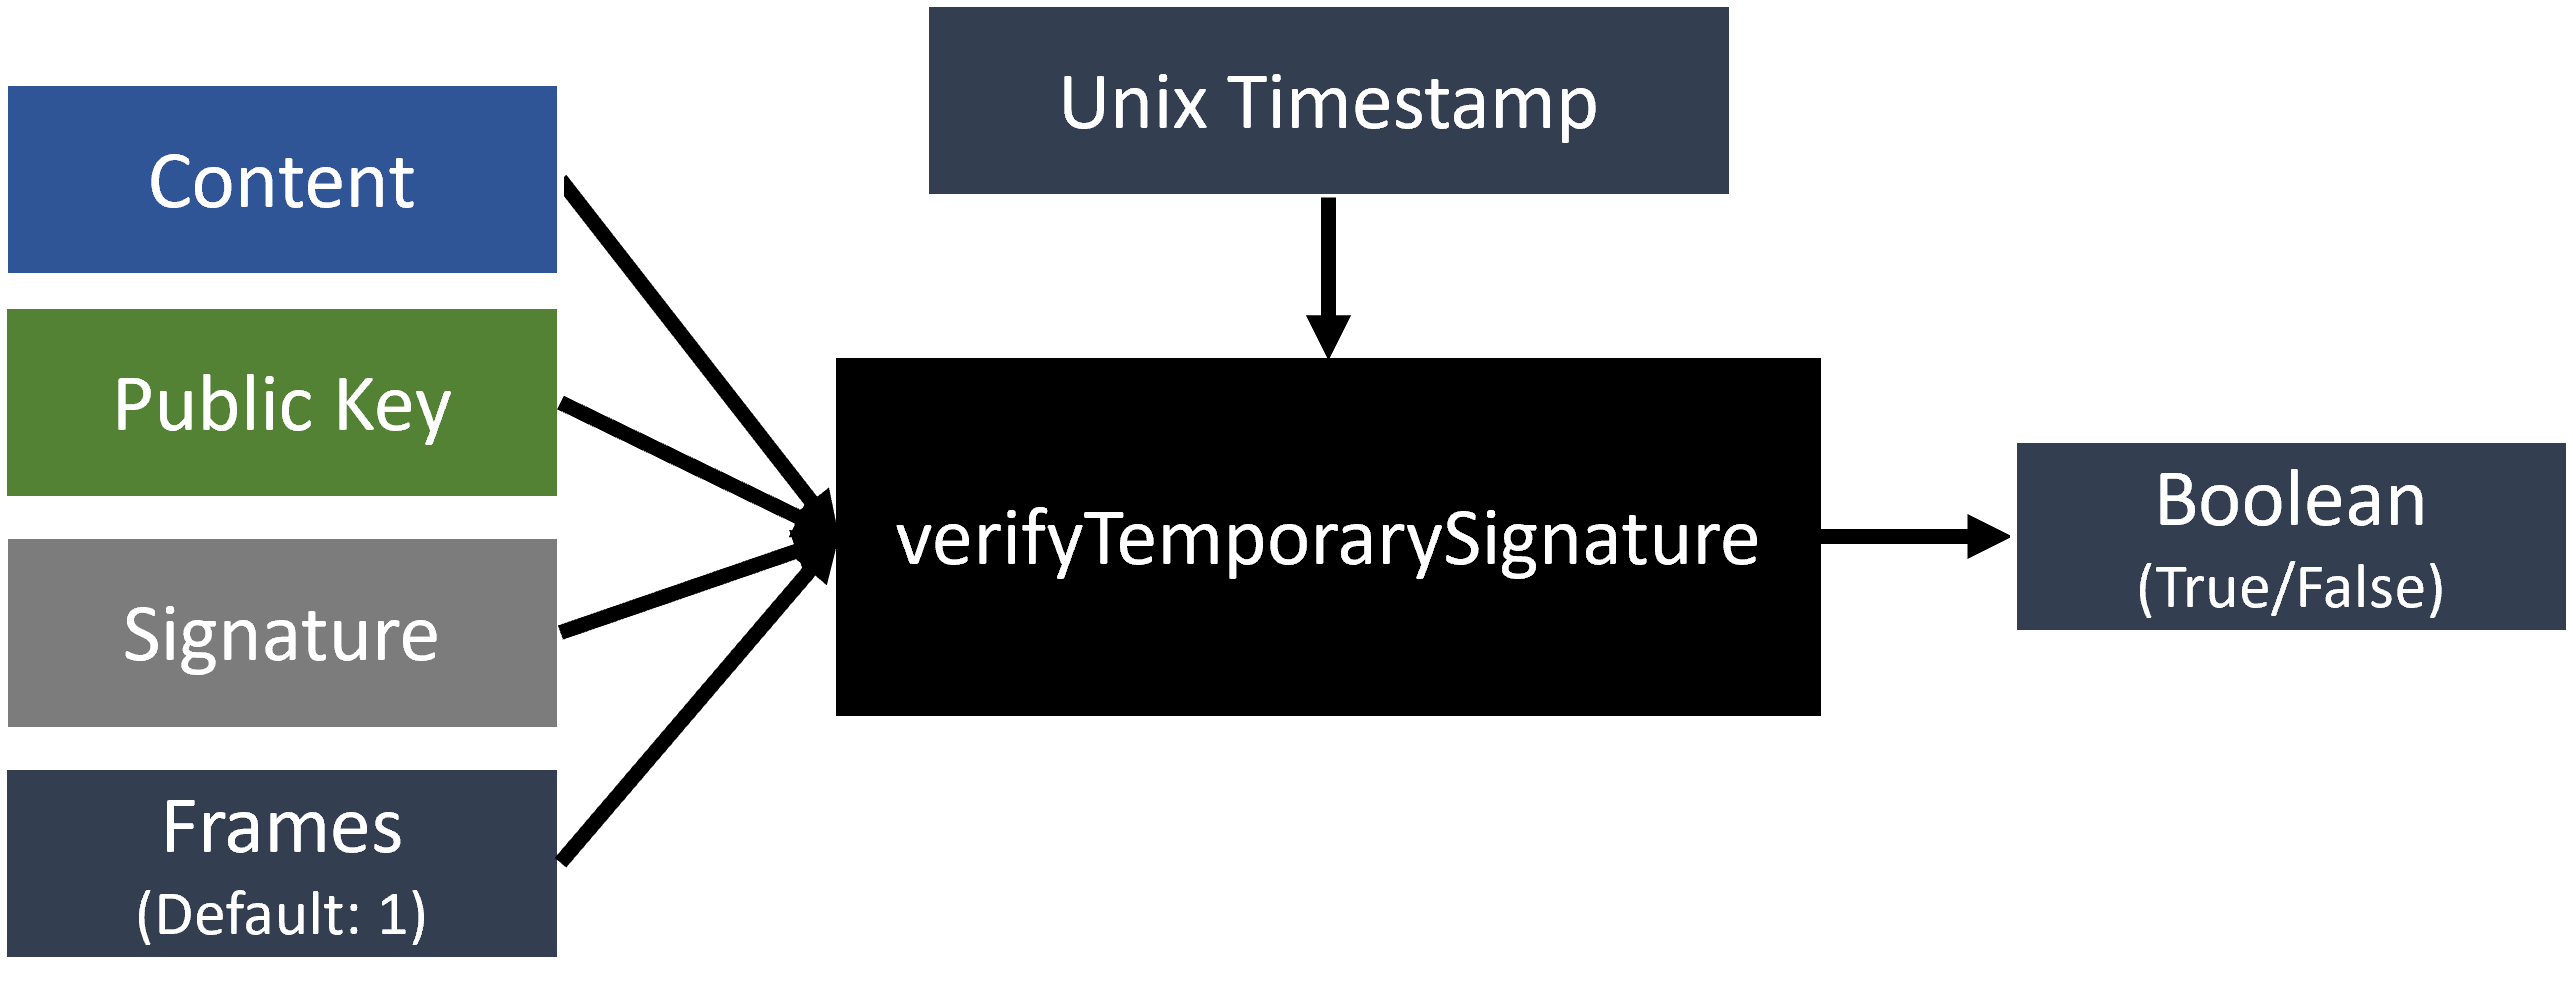 Unix Timestamp
Content
Public Key
Signature
Frames
(Default: 1)
verifyTemporarySignature
Boolean
(True/False)